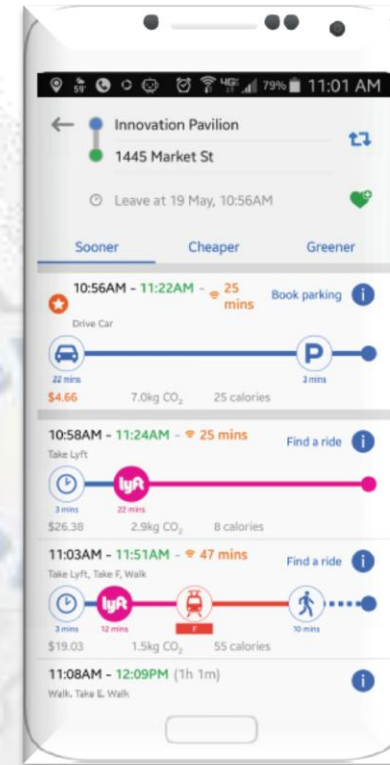 59° 4G 79% 11:01 AM
Innovation Pavilion
1445 Market St
Leave at 19 May, 10:56AM
Sooner Cheaper Greener
10:56AM - 11:22AM - 25 mins Book parking i
Drive Car
P
22 mins 3 mins
$4.66 7.0kg CO₂ 25 calories
10:58AM - 11:24AM - 25 mins Find a ride i
Take Lyft
lyft
3 mins 22 mins
$26.38 2.9kg CO₂ 8 calories
11:03AM - 11:51AM - 47 mins Find a ride i
Take Lyft, Take F, Walk
lyft
3 mins 12 mins F 10 mins
$19.03 1.5kg CO₂ 55 calories
11:08AM - 12:09PM (1h 1m) i
Walk, Take E, Walk